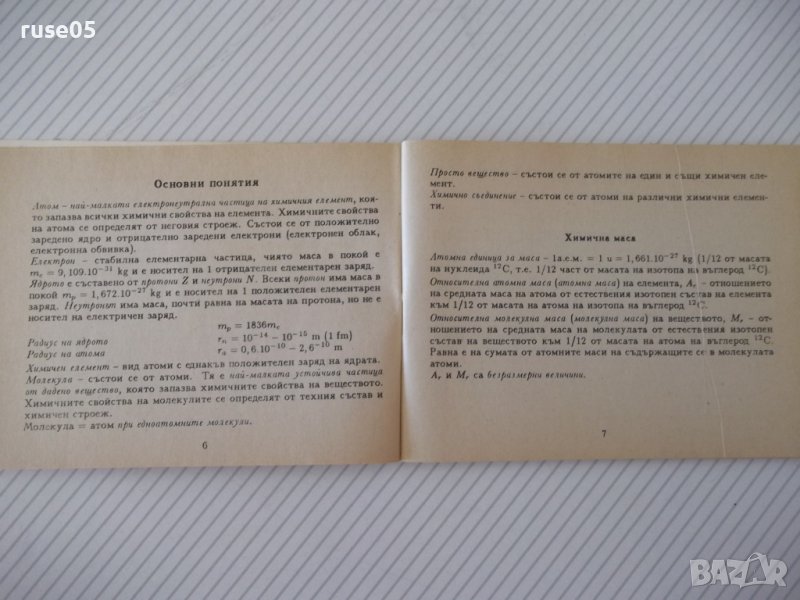 ruse05
Основни понятия
Атом – най-малката електронеутрална частица на химичния елемент, коя-
то запазва всички химични свойства на елемента. Химичните свойства
на атома се определят от неговия строеж. Състои се от положително
заредено ядро и отрицателно заредени електрони (електронен облак,
електронна обвивка).
Електрон – стабилна елементарна частица, чиято маса в покой е
mₑ = 9,109.10⁻³¹ kg и е носител на 1 отрицателен елементарен заряд.
Ядрото е съставено от протони Z и неутрони N. Всеки протон има маса в
покой mₚ = 1,672.10⁻²⁷ kg и е носител на 1 положителен елементарен
заряд. Неутронът има маса, почти равна на масата на протона, но не е
носител на електричен заряд.
mₚ = 1836mₑ
Радиус на ядрото rₙ = 10⁻¹⁴ – 10⁻¹⁵ m (1 fm)
Радиус на атома rₐ = 0,6.10⁻¹⁰ – 2,6⁻¹⁰ m
Химичен елемент – вид атоми с еднакъв положителен заряд на ядрата.
Молекула – състои се от атоми. Тя е най-малката устойчива частица
от дадено вещество, която запазва химичните свойства на веществото.
Химичните свойства на молекулите се определят от техния състав и
химичен строеж.
Молокула = атом при едноатомните молекули.
6
Просто вещество – състои се от атомите на един и същи химичен еле-
мент.
Химично съединение – състои се от атоми на различни химични елемен-
ти.
Химична маса
Атомна единица за маса – 1а.е.м. = 1 u = 1,661.10⁻²⁷ kg (1/12 от масата
на нуклеида ¹²C, т.е. 1/12 част от масата на изотопа на въглерод ¹²C).
Относителна атомна маса (атомна маса) на елемента, Aᵣ – отношението
на средната маса на атома от естествения изотопен състав на елемента
към 1/12 от масата на атома на изотопа на въглерод ¹²C.
Относителна молекулна маса (молекулна маса) на веществото, Mᵣ – от-
ношението на средната маса на молекулата от естествения изотопен
състав на веществото към 1/12 от масата на атома на въглерод ¹²C.
Равна е на сумата от атомните маси на съдържащите се в молекулата
атоми.
Aᵣ и Mᵣ са безразмерни величини.
7
BAZAR